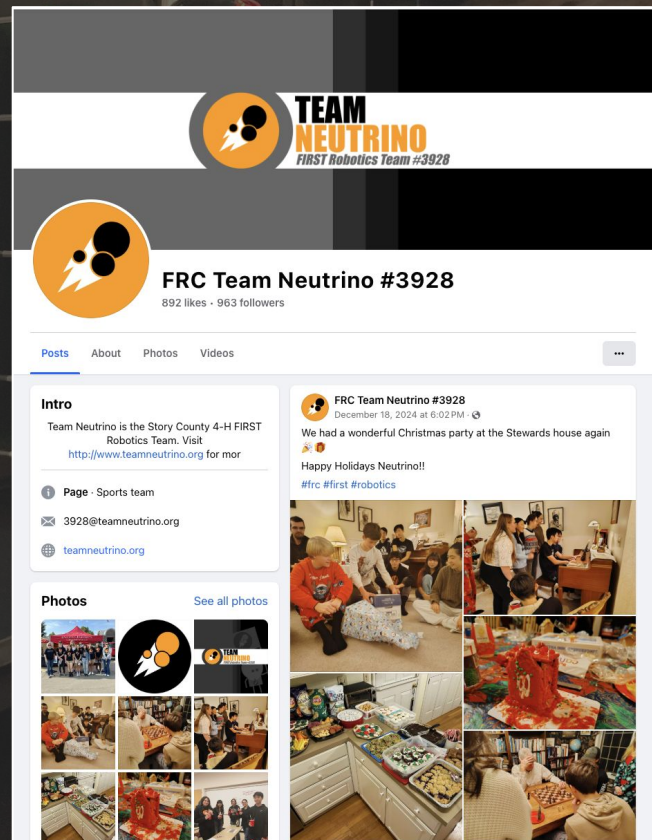 TEAM
NEUTRINO
FIRST Robotics Team #3928
FRC Team Neutrino #3928
892 likes • 963 followers
Posts
About
Photos
Videos
Intro
Team Neutrino is the Story County 4-H FIRST
Robotics Team. Visit
http://www.teamneutrino.org for mor
Page · Sports team
3928@teamneutrino.org
teamneutrino.org
Photos
See all photos
TEAM
NEUTRINO
FRC Team Neutrino #3928
December 18, 2024 at 6:02 PM ·
We had a wonderful Christmas party at the Stewards house again
🎉🎁
Happy Holidays Neutrino!!
#frc #first #robotics